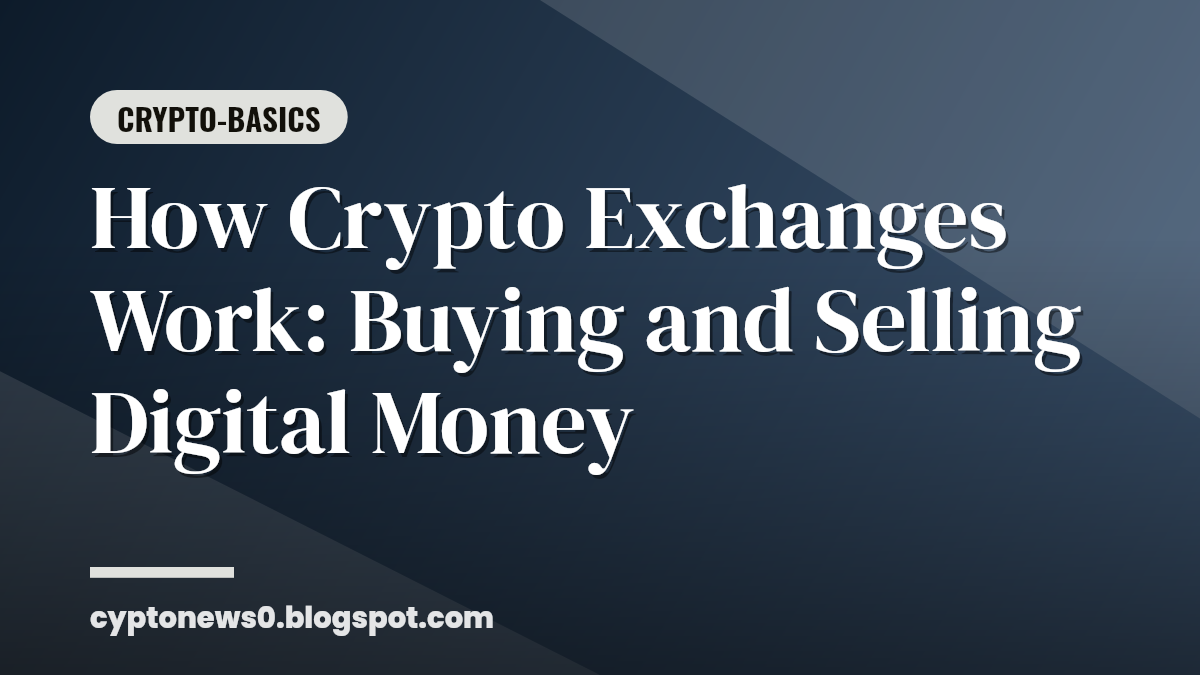 CRYPTO-BASICS
How Crypto Exchanges
Work: Buying and Selling
Digital Money
cyptonews0.blogspot.com